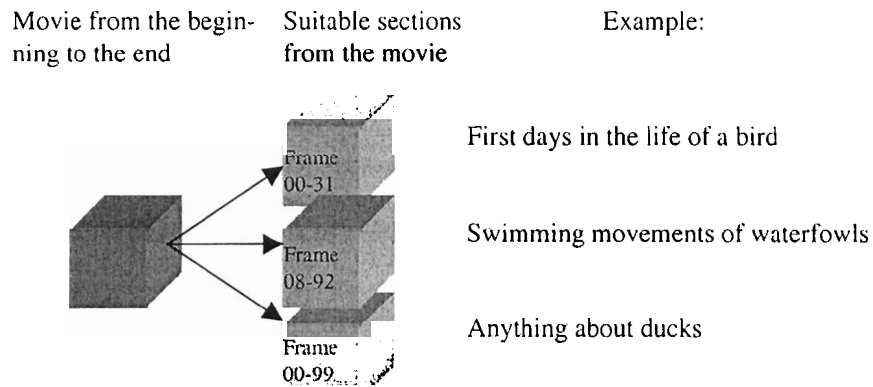 Movie from the begin-
ning to the end
Suitable sections
from the movie
Example:
Frame
00-31
First days in the life of a bird
Frame
08-92
Swimming movements of waterfowls
Frame
00-99
Anything about ducks